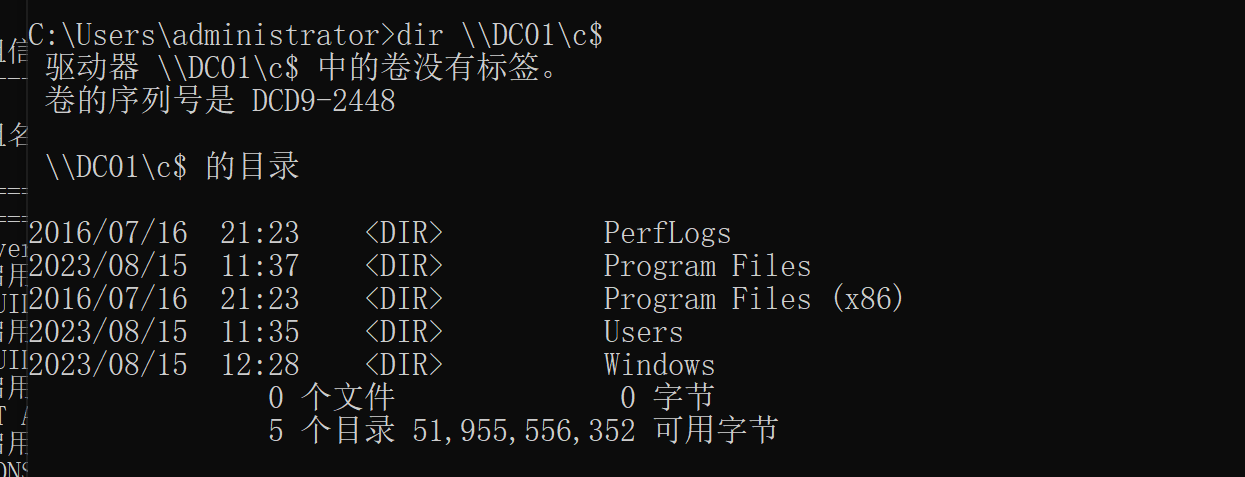 C:\Users\administrator>dir \\DC01\c$
驱动器 \\DC01\c$ 中的卷没有标签。
卷的序列号是 DCD9-2448
\\DC01\c$ 的目录
2016/07/16  21:23    <DIR>          PerfLogs
2023/08/15  11:37    <DIR>          Program Files
2016/07/16  21:23    <DIR>          Program Files (x86)
2023/08/15  11:35    <DIR>          Users
2023/08/15  12:28    <DIR>          Windows
0 个文件              0 字节
5 个目录 51,955,556,352 可用字节